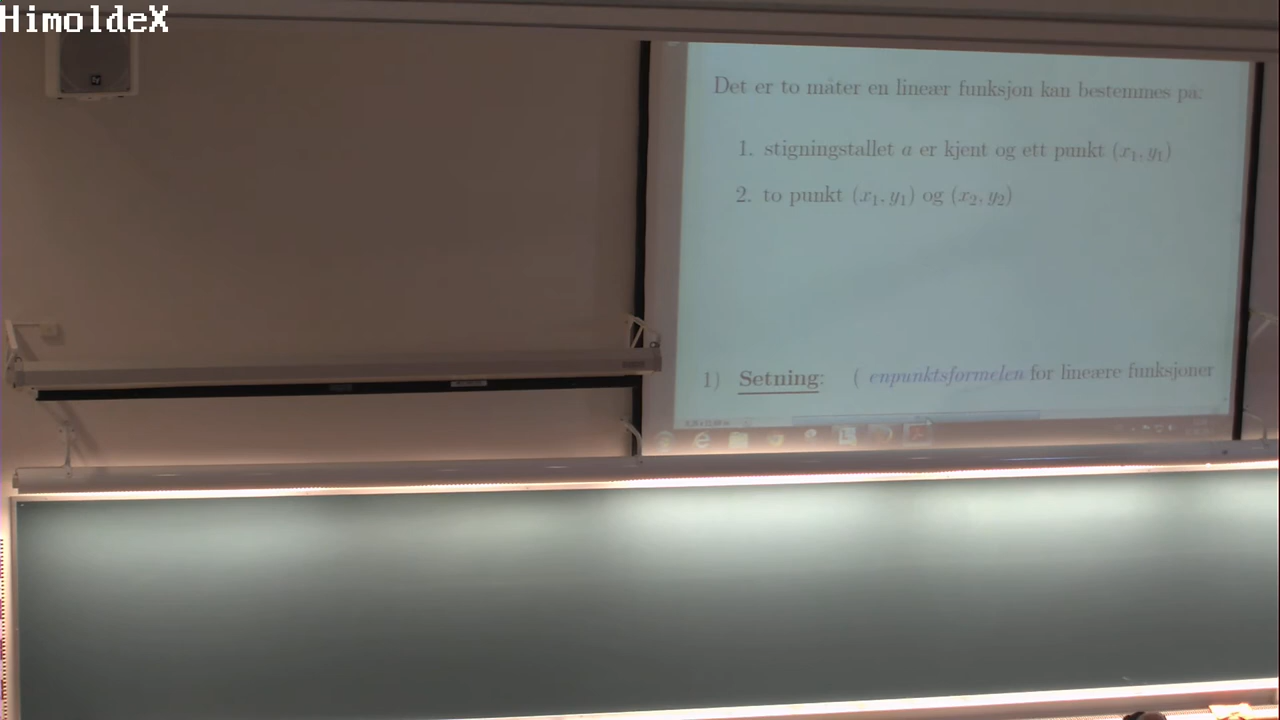 HimoldeX
Det er to måter en lineær funksjon kan bestemmes på:
1. stigningstallet a er kjent og ett punkt (x₁, y₁)
2. to punkt (x₁, y₁) og (x₂, y₂)
1) Setning: ( enpunktsformelen for lineære funksjoner